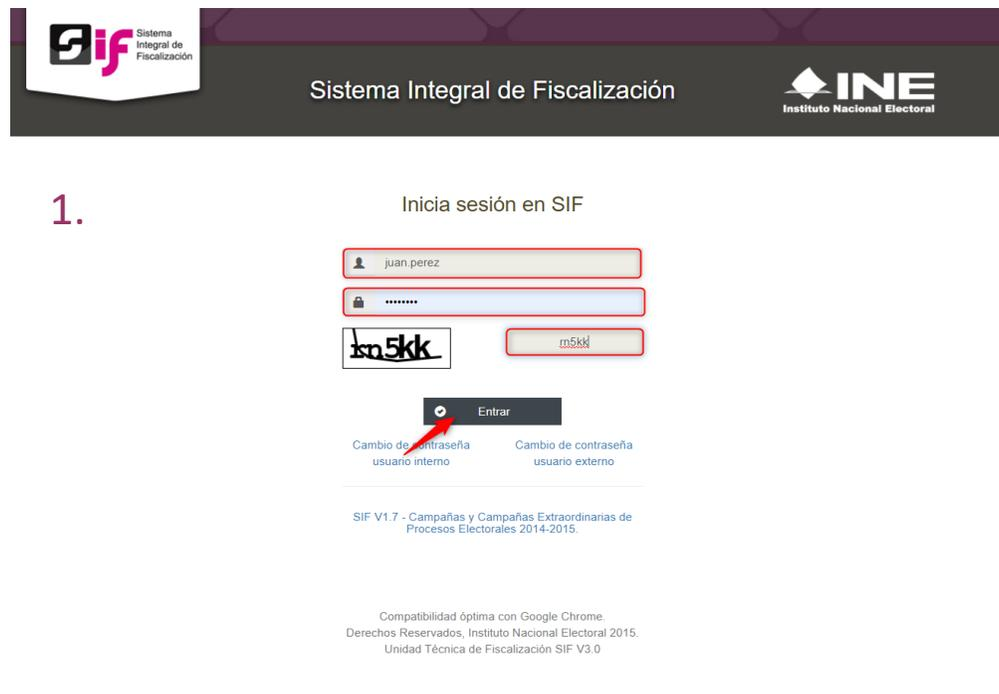 Sif Sistema
Integral de
Fiscalización
Sistema Integral de Fiscalización
INE
Instituto Nacional Electoral
1.
Inicia sesión en SIF
juan.perez
••••••••
rn5kk
rn5kk
Entrar
Cambio de contraseña
usuario interno
Cambio de contraseña
usuario externo
SIF V1.7 - Campañas y Campañas Extraordinarias de
Procesos Electorales 2014-2015.
Compatibilidad óptima con Google Chrome.
Derechos Reservados, Instituto Nacional Electoral 2015.
Unidad Técnica de Fiscalización SIF V3.0